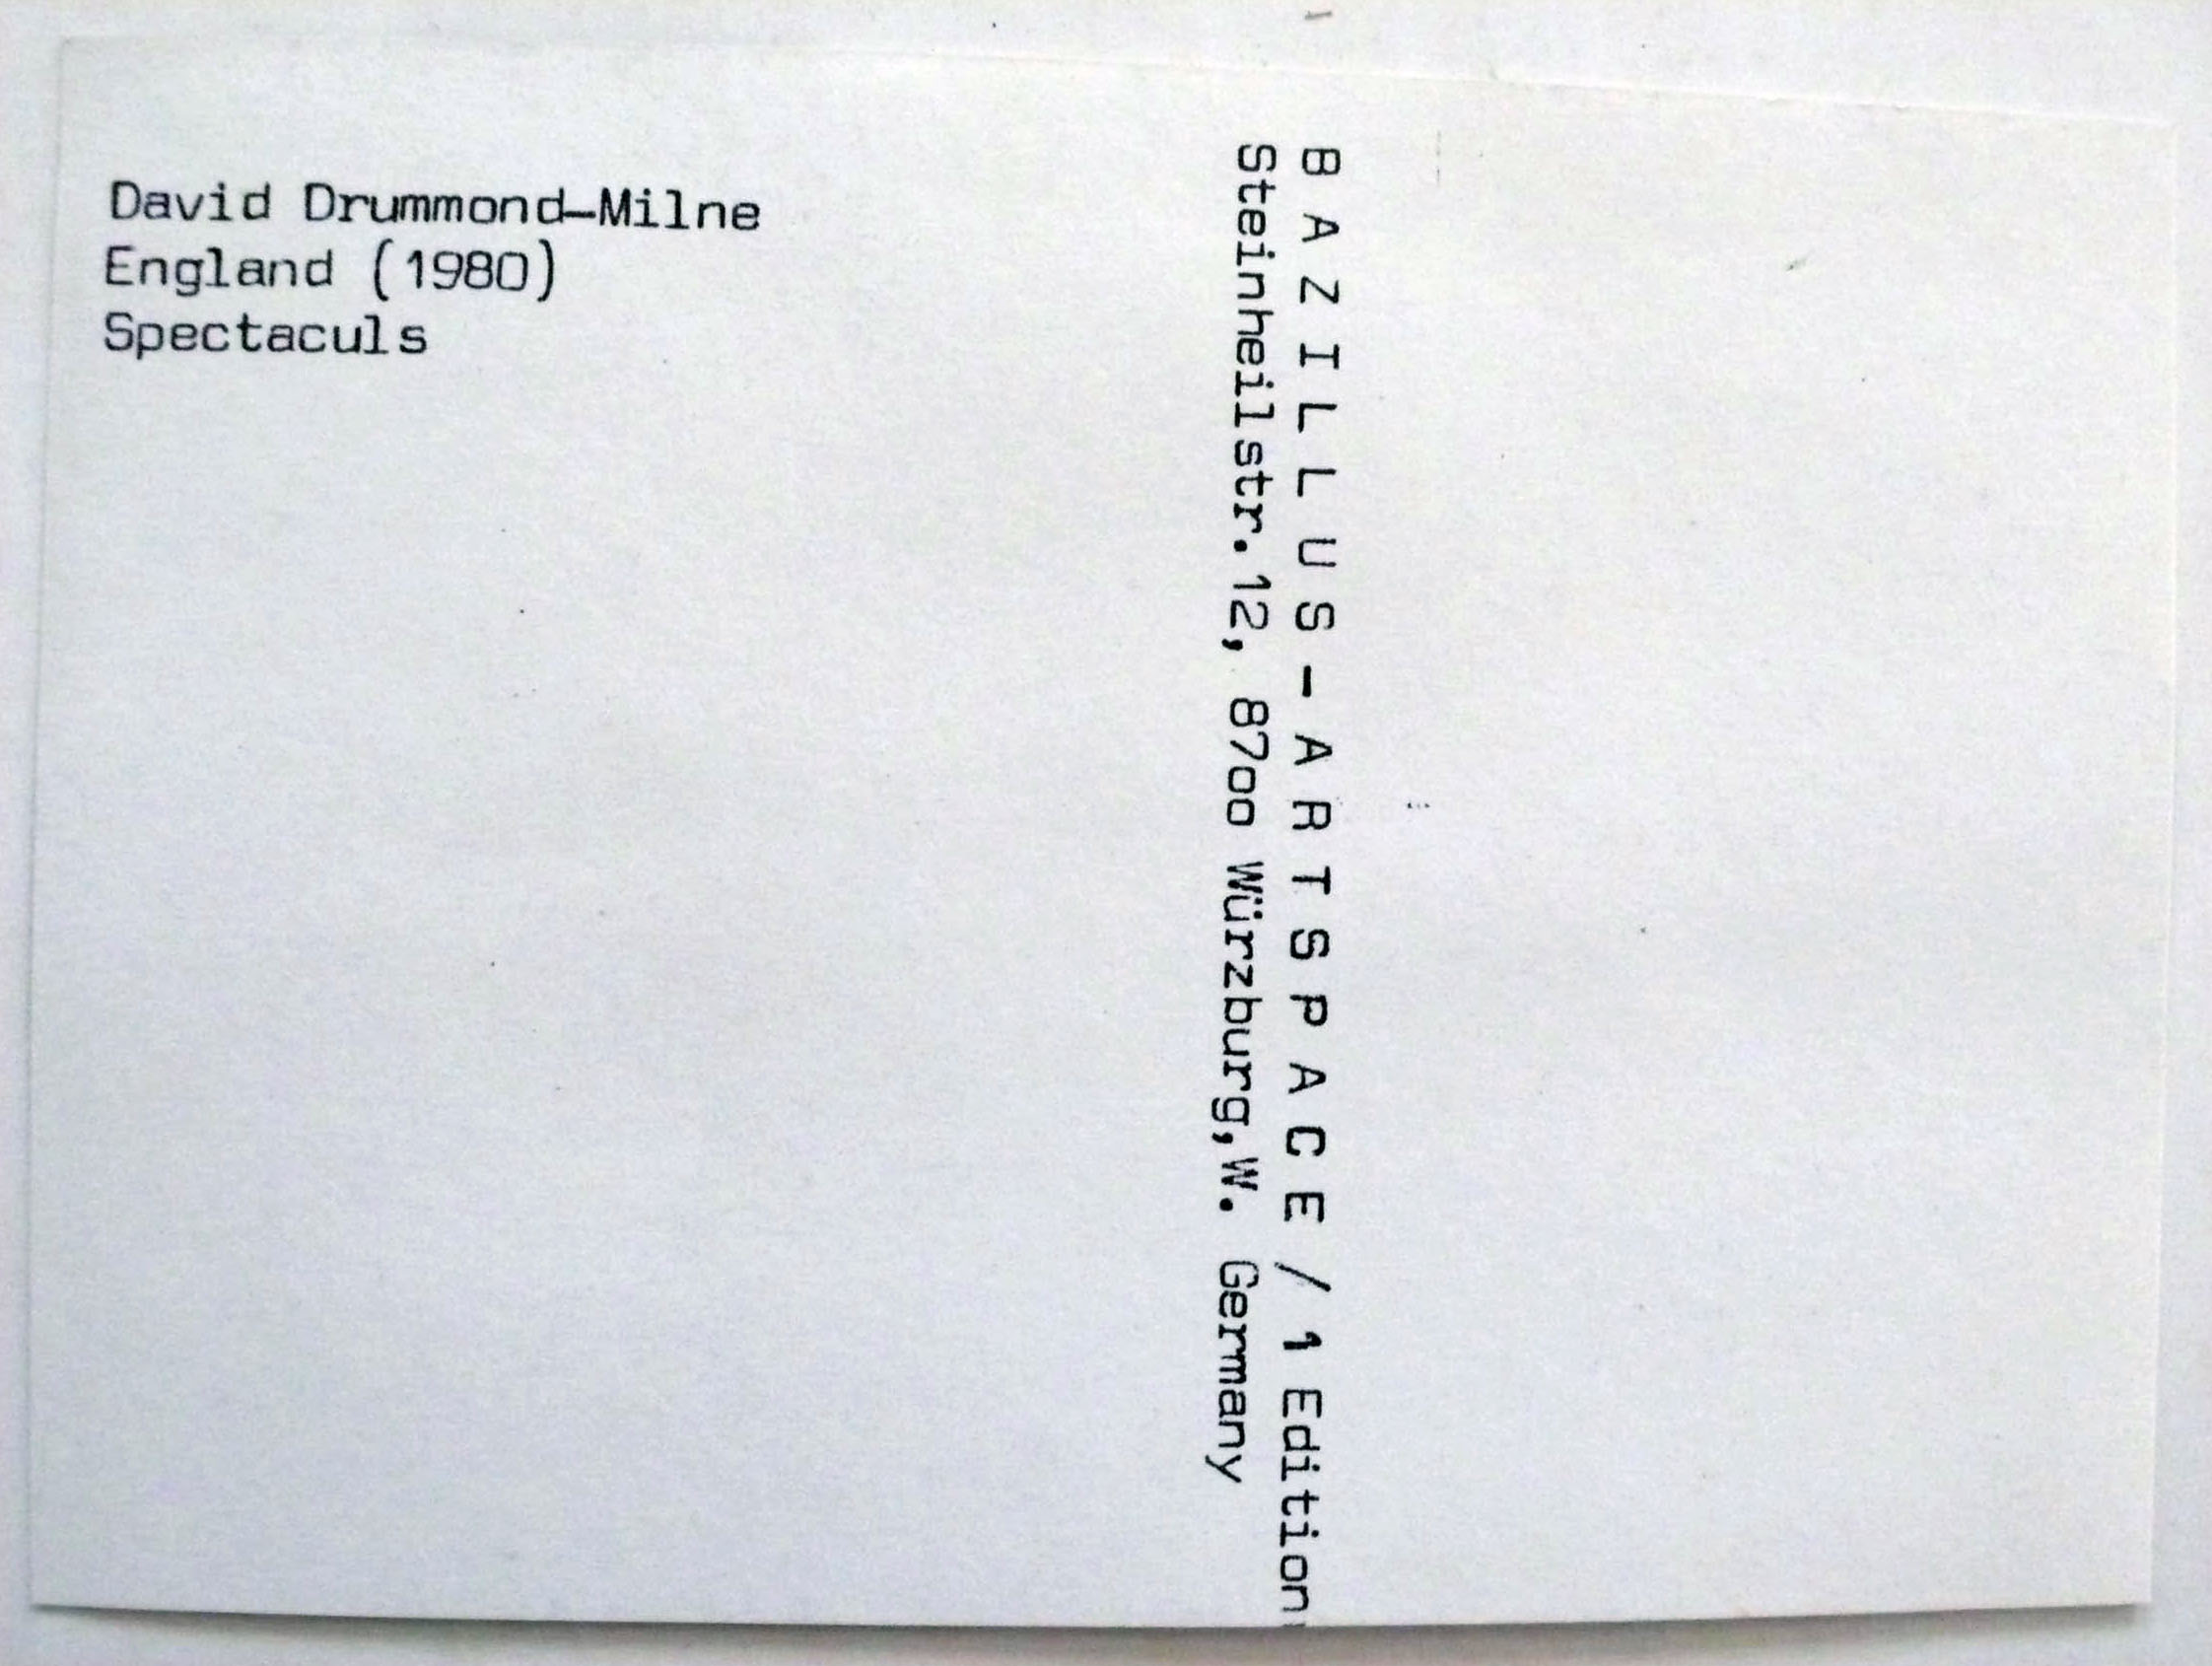 David Drummond-Milne
England (1980)
Spectaculs
B A Z I L L U S - A R T S P A C E / 1 Edition
Steinheilstr. 12, 87oo Würzburg,W. Germany